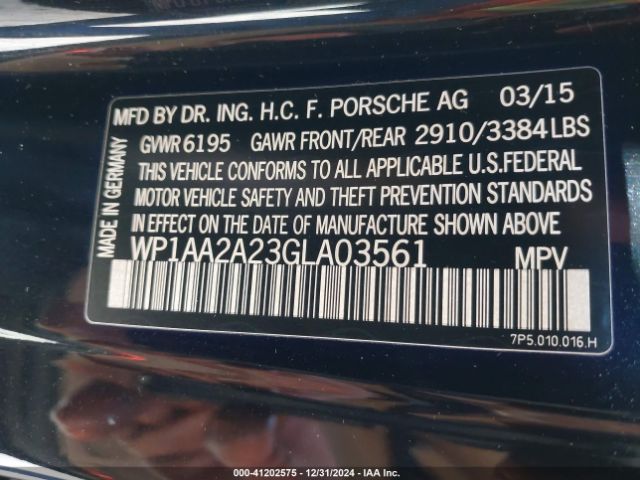 MFD BY DR. ING. H.C. F. PORSCHE AG 03/15
GVWR 6195 GAWR FRONT/REAR 2910/3384 LBS
THIS VEHICLE CONFORMS TO ALL APPLICABLE U.S.FEDERAL
MOTOR VEHICLE SAFETY AND THEFT PREVENTION STANDARDS
IN EFFECT ON THE DATE OF MANUFACTURE SHOWN ABOVE
WP1AA2A23GLA03561 MPV
7P5.010.016.H
MADE IN GERMANY
000-41202575 - 12/31/2024 - IAA Inc.